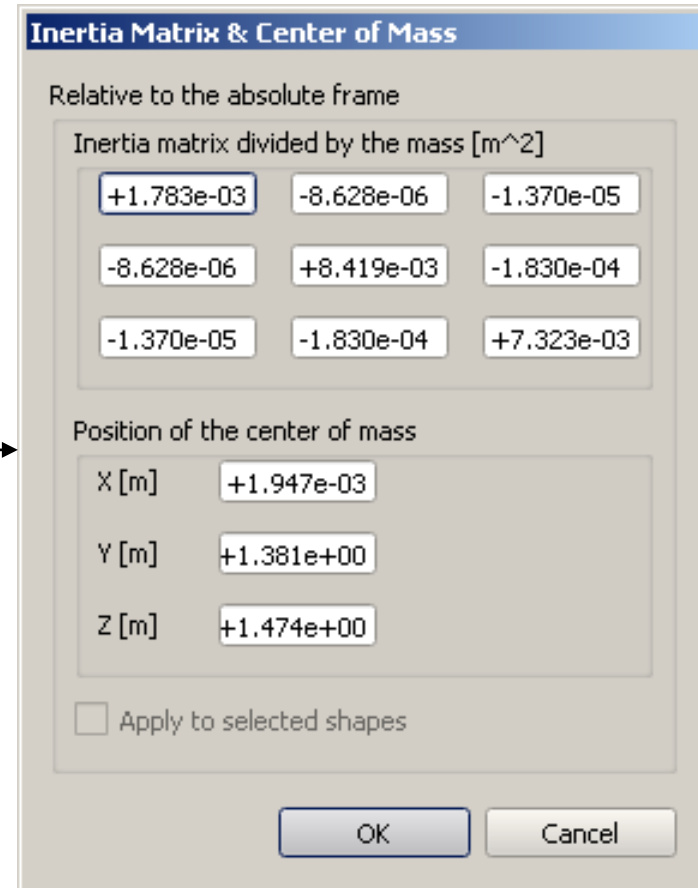 Inertia Matrix & Center of Mass
Relative to the absolute frame
Inertia matrix divided by the mass [m^2]
+1.783e-03 -8.628e-06 -1.370e-05
-8.628e-06 +8.419e-03 -1.830e-04
-1.370e-05 -1.830e-04 +7.323e-03
Position of the center of mass
X [m] +1.947e-03
Y [m] +1.381e+00
Z [m] +1.474e+00
Apply to selected shapes
OK Cancel